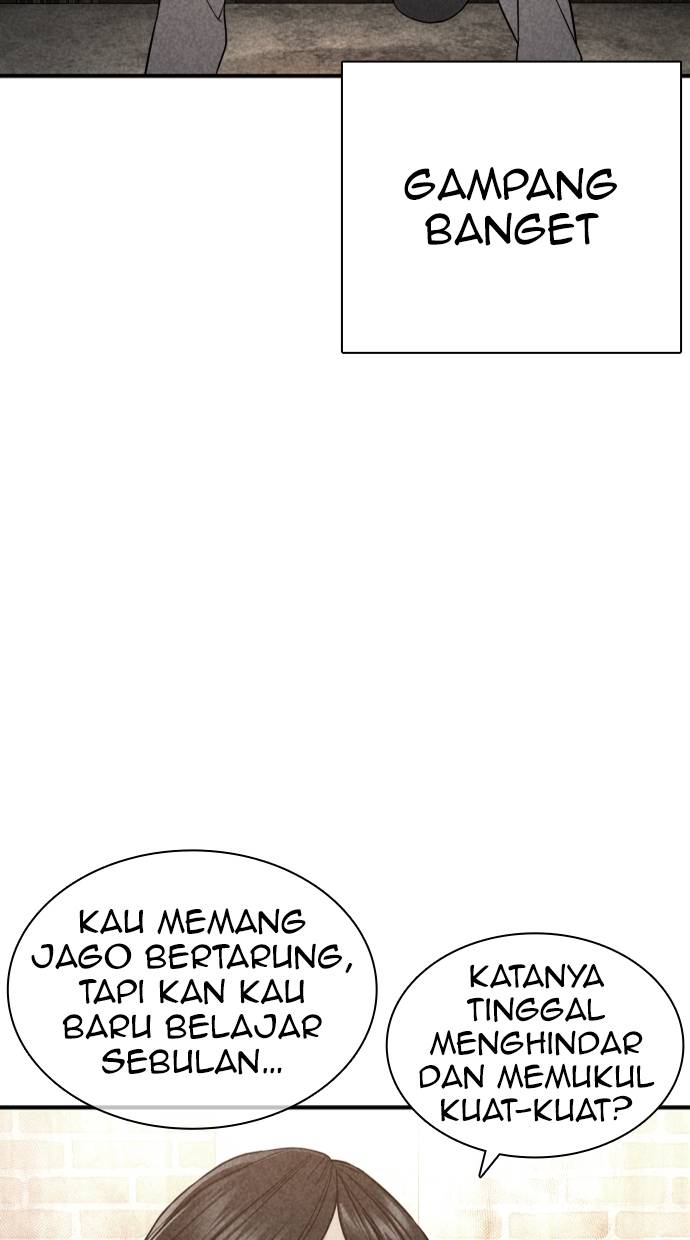 GAMPANG
BANGET
KAU MEMANG
JAGO BERTARUNG,
TAPI KAN KAU
BARU BELAJAR
SEBULAN...
KATANYA
TINGGAL
MENGHINDAR
DAN MEMUKUL
KUAT-KUAT?